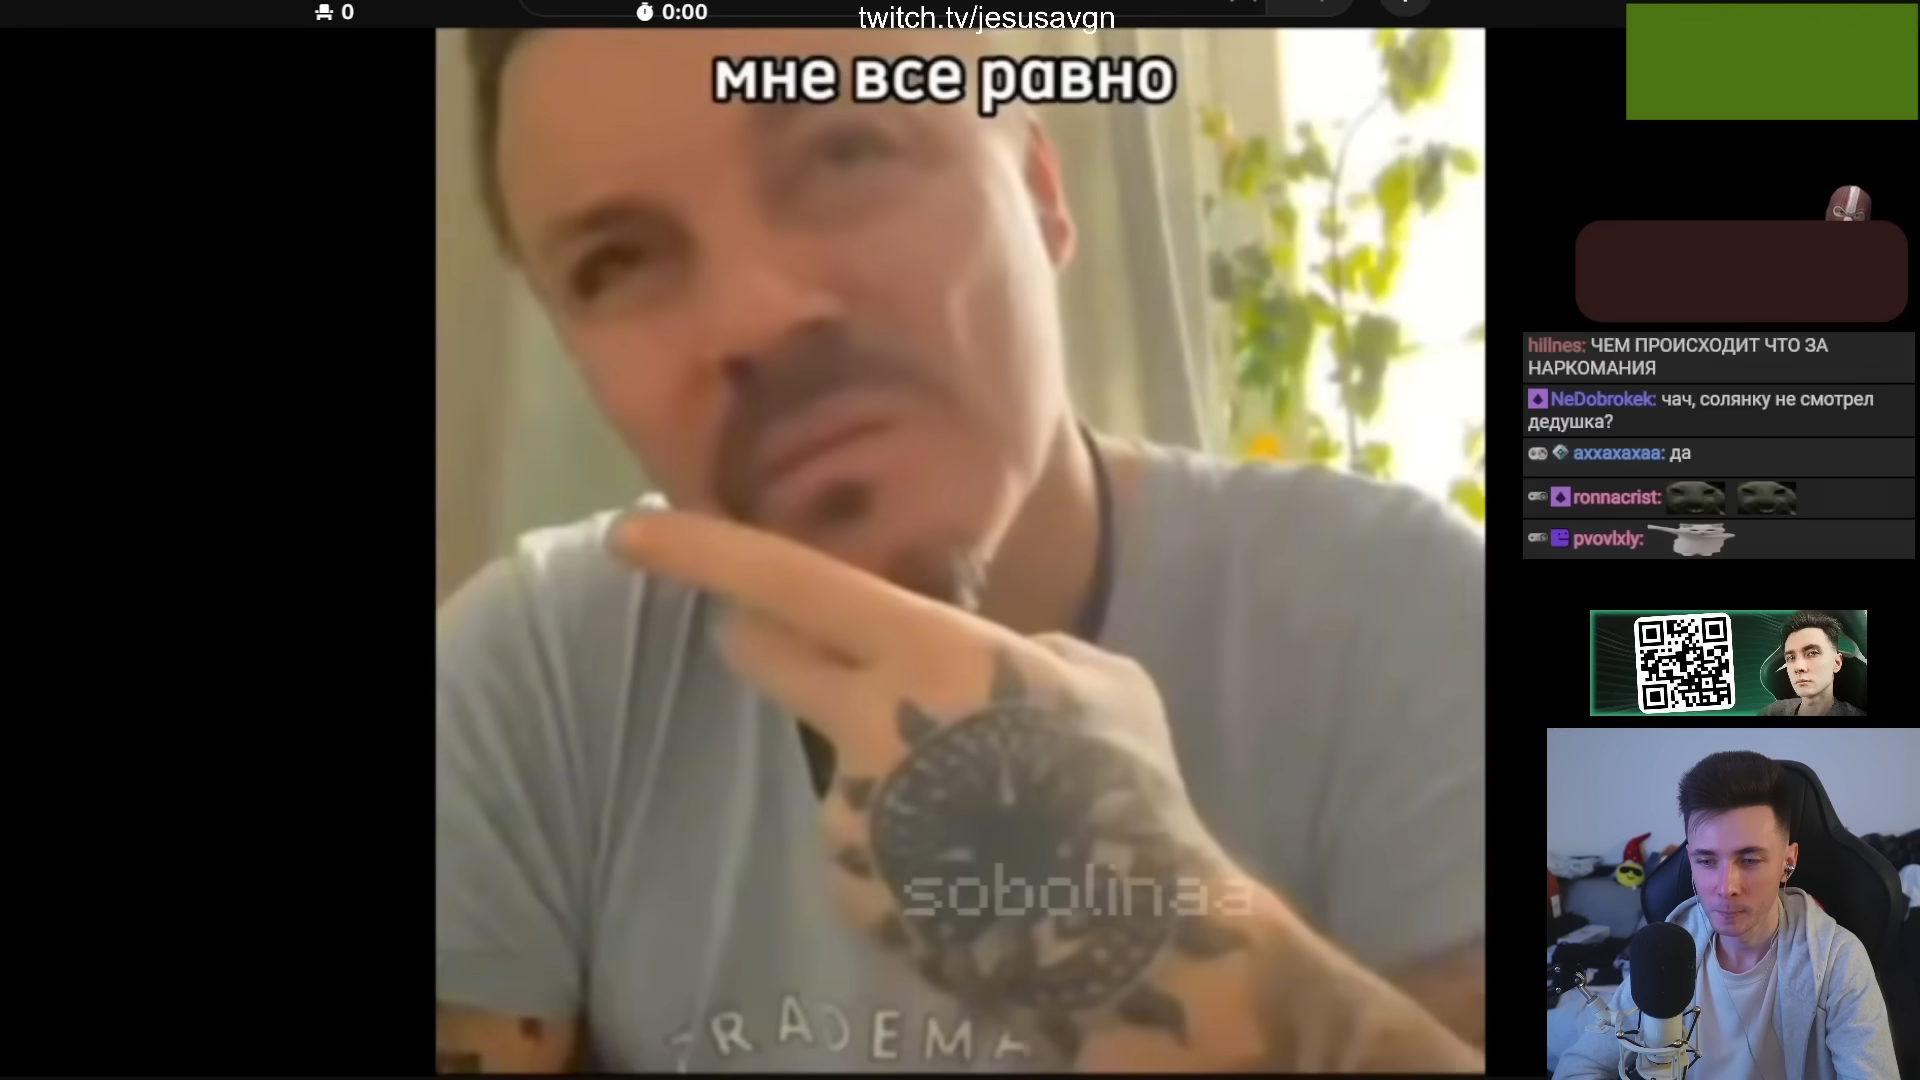 0
0:00
twitch.tv/jesusavgn
мне все равно
hillnes: ЧЕМ ПРОИСХОДИТ ЧТО ЗА
НАРКОМАНИЯ
NeDobrokek: чач, солянку не смотрел
дедушка?
аххахахаа: да
ronnacrist:
pvovlxly:
sobolinaa
RADEMA